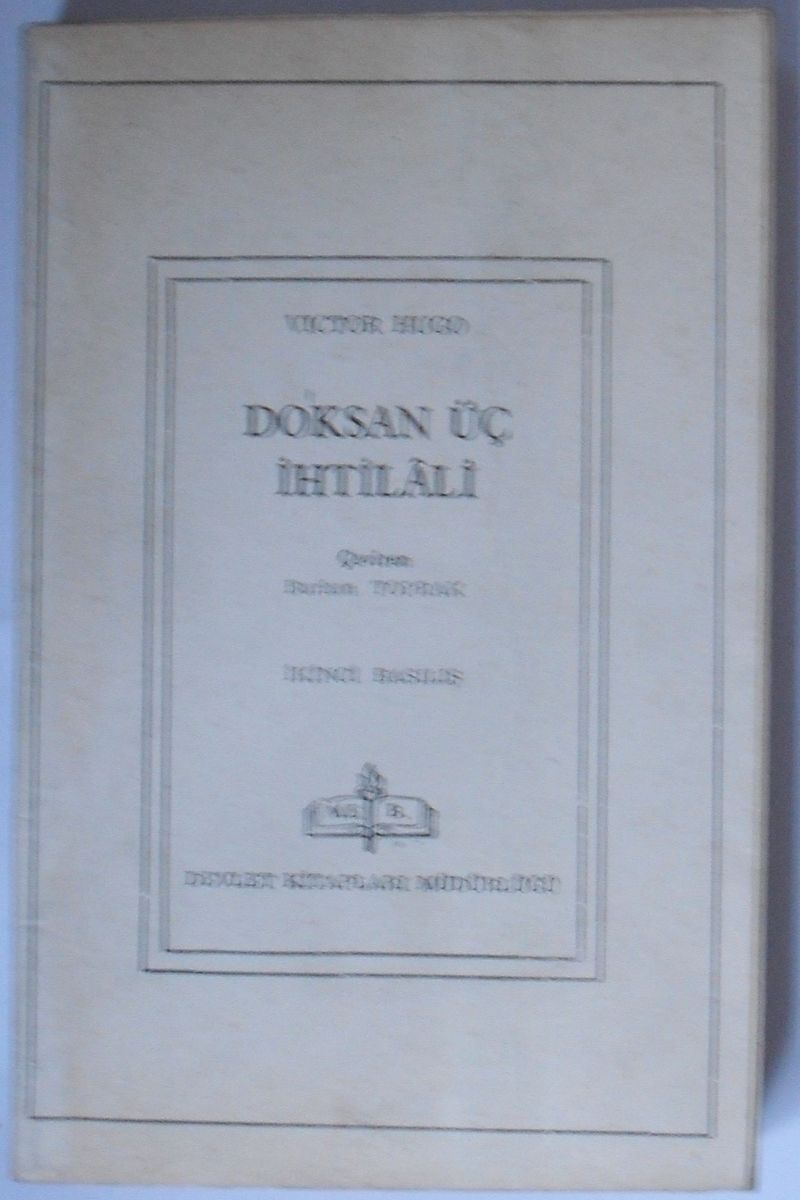 VICTOR HUGO
DOKSAN ÜÇ
İHTİLÂLİ
Çeviren
Burhan TOPRAK
İKİNCİ BASILIŞ
DEVLET KİTAPLARI MÜDÜRLÜĞÜ